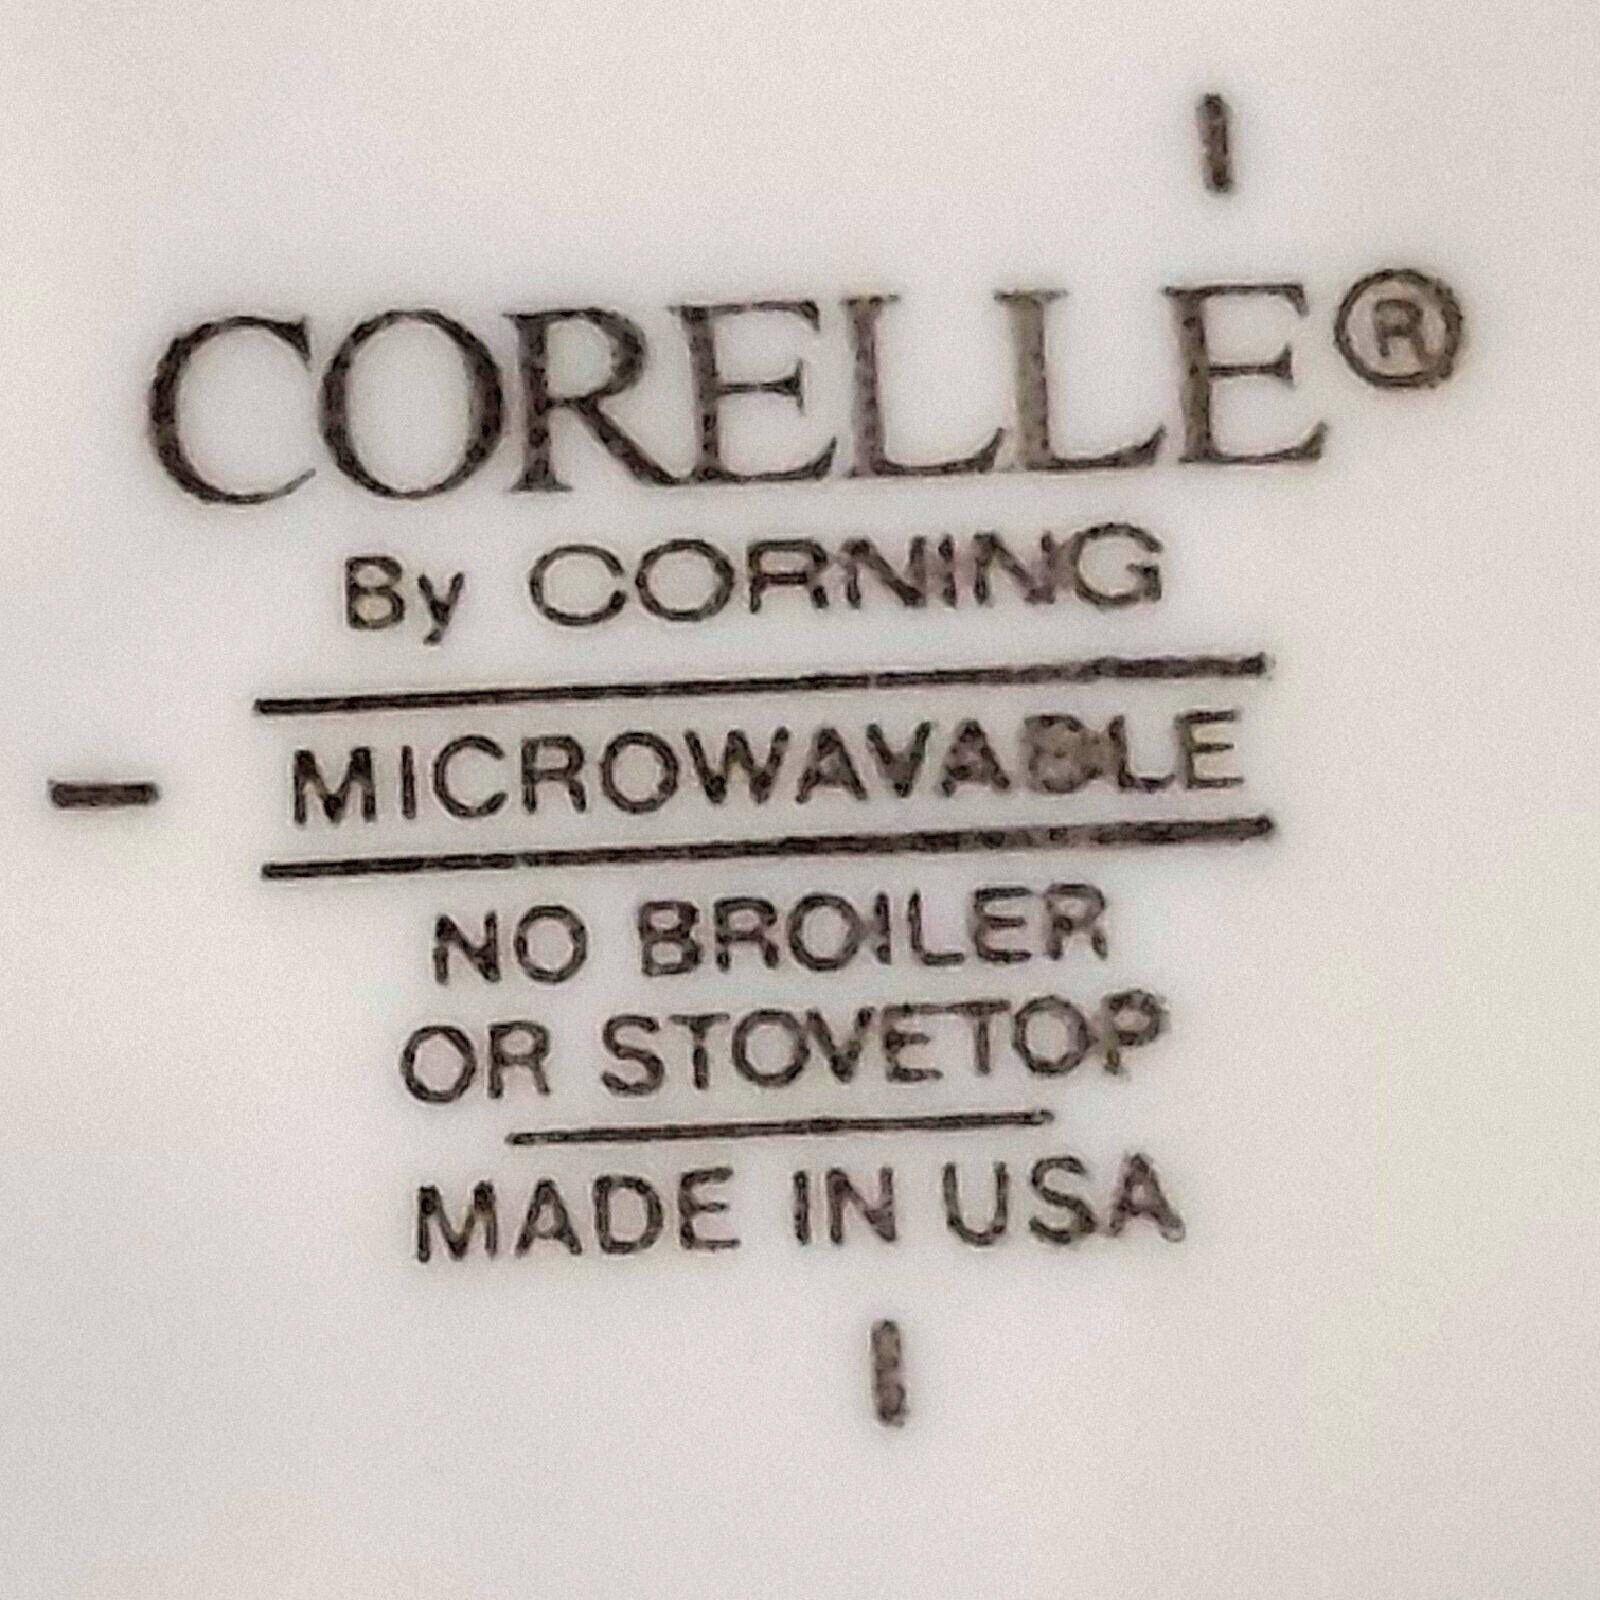 CORELLE®
By CORNING
MICROWAVABLE
NO BROILER
OR STOVETOP
MADE IN USA